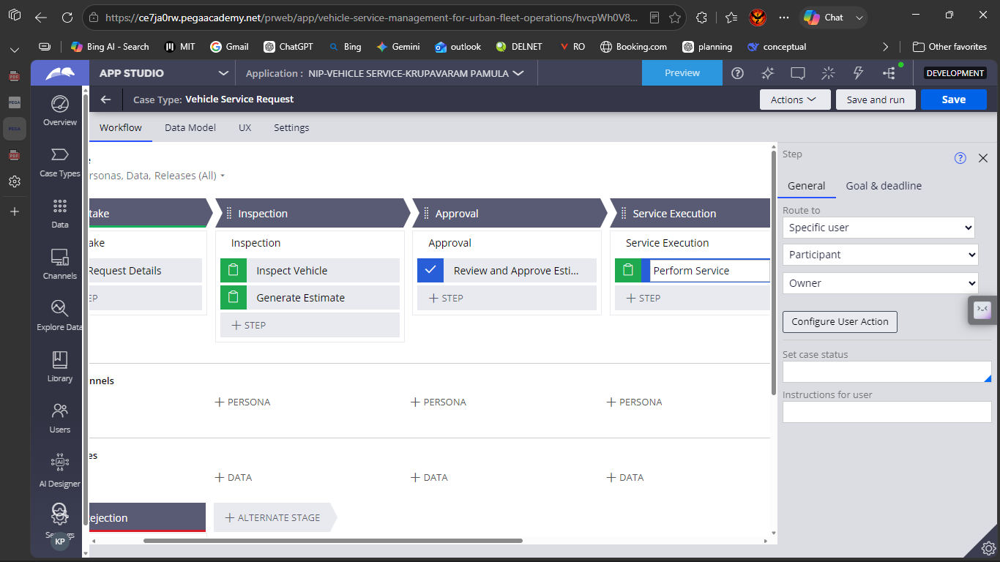 https://ce7ja0rw.pegaacademy.net/prweb/app/vehicle-service-management-for-urban-fleet-operations/hvcpWh0V8...
Chat
Bing AI - Search
MIT
Gmail
ChatGPT
Bing
Gemini
outlook
DELNET
RO
Booking.com
planning
conceptual
Other favorites
APP STUDIO
Application : NIP-VEHICLE SERVICE-KRUPAVARAM PAMULA
Preview
DEVELOPMENT
Case Type: Vehicle Service Request
Actions
Save and run
Save
Overview
Case Types
Data
Channels
Explore Data
Library
Users
AI Designer
KP
Workflow
Data Model
UX
Settings
rsonas, Data, Releases (All)
take
Inspection
Approval
Service Execution
ake
Inspection
Approval
Service Execution
Request Details
Inspect Vehicle
Review and Approve Esti...
Perform Service
EP
Generate Estimate
STEP
STEP
STEP
nnels
PERSONA
PERSONA
PERSONA
es
DATA
DATA
DATA
ejection
ALTERNATE STAGE
Step
General
Goal & deadline
Route to
Specific user
Participant
Owner
Configure User Action
Set case status
Instructions for user
PDF
PEGA
PEGA
PDF